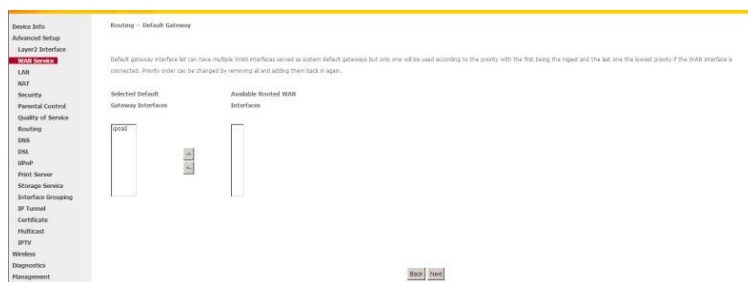 Device Info
Advanced Setup
Layer2 Interface
WAN Service
LAN
NAT
Security
Parental Control
Quality of Service
Routing
DNS
DSL
UPnP
Print Server
Storage Service
Interface Grouping
IP Tunnel
Certificate
Multicast
IPTV
Wireless
Diagnostics
Management
Routing -- Default Gateway
Default gateway interface list can have multiple WAN interfaces served as system default gateways but only one will be used according to the priority with the first being the higest and the last one the lowest priority if the WAN interface is
connected. Priority order can be changed by removing all and adding them back in again.
Selected Default
Gateway Interfaces
Available Routed WAN
Interfaces
ipoa0
->
<-
Back Next